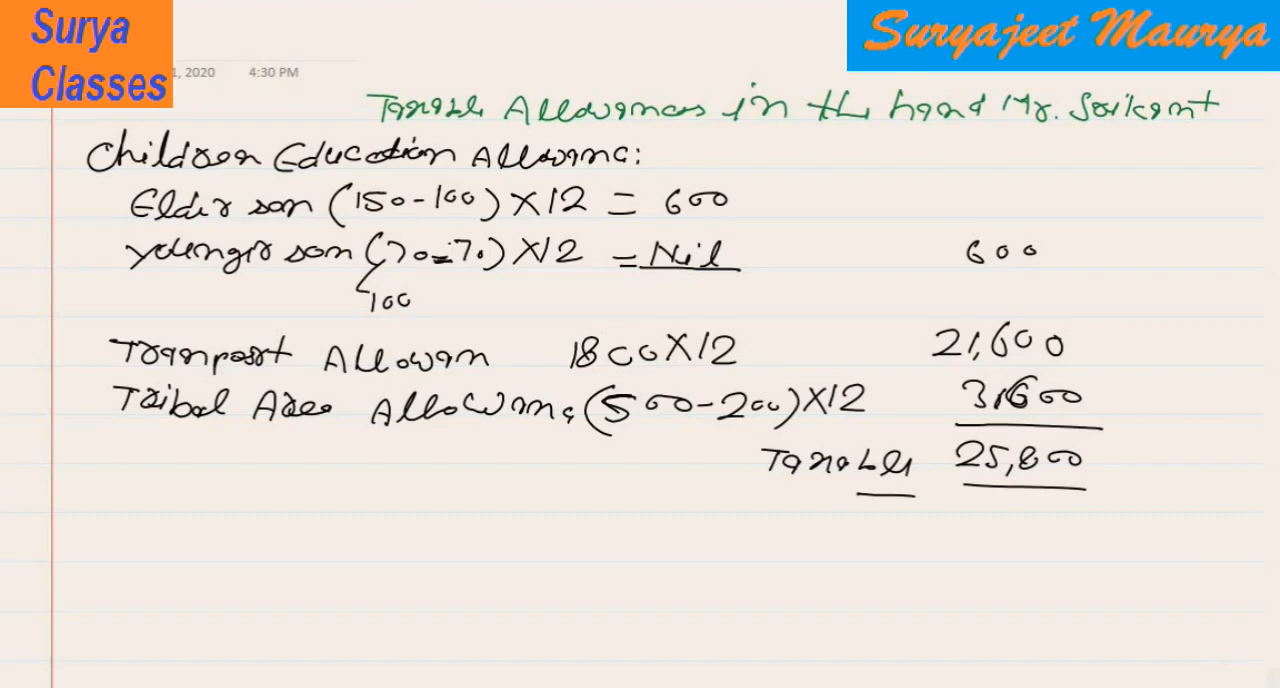 Surya
Classes
Suryajeet Maurya
1, 2020 4:30 PM
Taxable Allowances in the hand Mr. Srikant
Children Education Allowance:
Elder son (150-100) X12 = 600
younger son (70-70) X12 = Nil 600
100
Transport Allowan 1800X12 21,600
Tribal Area Allowance (500-200) X12 3,600
Taxable 25,800